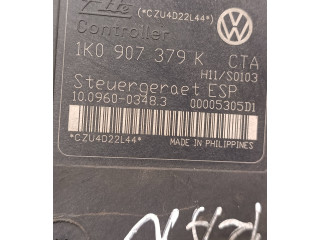 (*CZU4D22L44*)
Controller
1K0 907 379 K CTA
H11/S0103
Steuergeraet ESP
10.0960-0348.3 00005305D1
*CZU4D22L44*
MADE IN PHILIPPINES